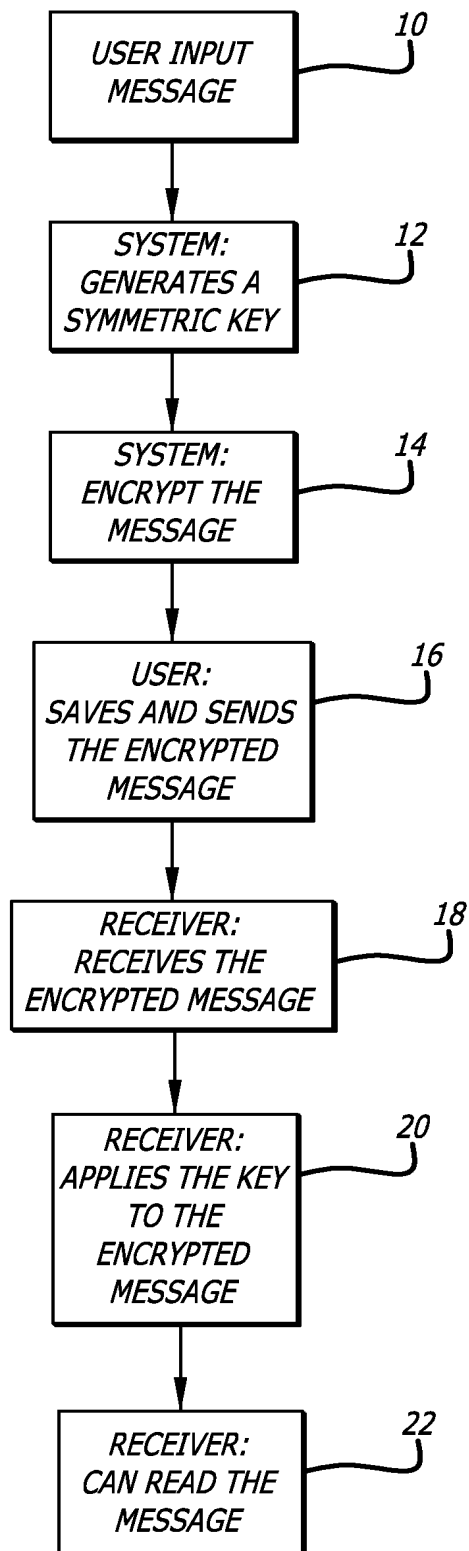 USER INPUT
MESSAGE
10
SYSTEM:
GENERATES A
SYMMETRIC KEY
12
SYSTEM:
ENCRYPT THE
MESSAGE
14
USER:
SAVES AND SENDS
THE ENCRYPTED
MESSAGE
16
RECEIVER:
RECEIVES THE
ENCRYPTED MESSAGE
18
RECEIVER:
APPLIES THE KEY
TO THE
ENCRYPTED
MESSAGE
20
RECEIVER:
CAN READ THE
MESSAGE
22